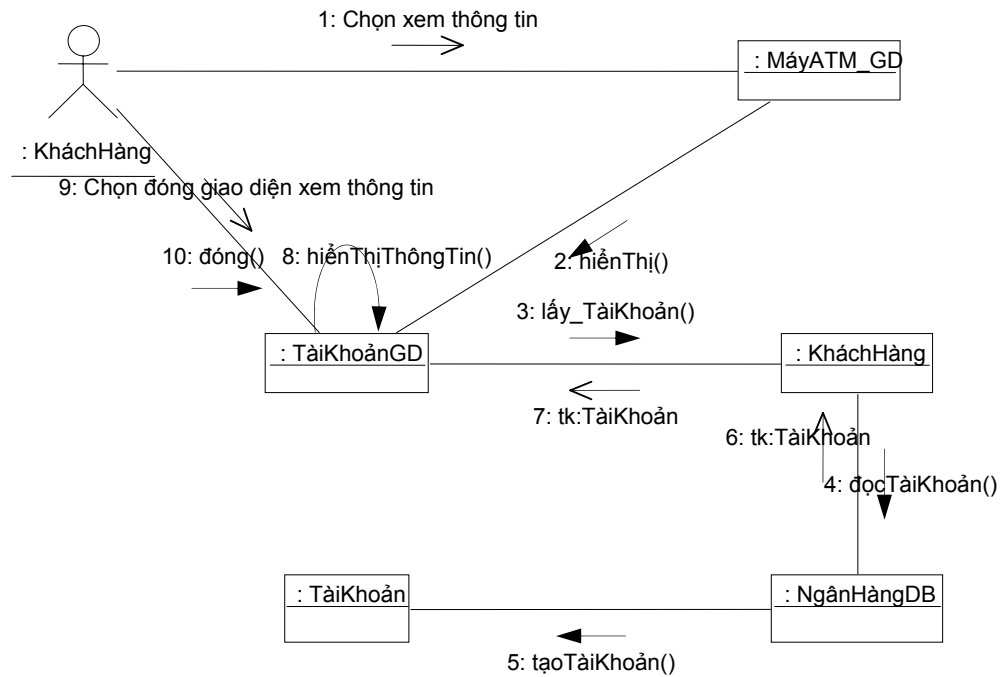 1: Chọn xem thông tin
: MáyATM_GD
: KháchHàng
9: Chọn đóng giao diện xem thông tin
10: đóng()
8: hiểnThịThôngTin()
2: hiểnThị()
3: lấy_TàiKhoản()
: TàiKhoảnGD
: KháchHàng
7: tk:TàiKhoản
6: tk:TàiKhoản
4: đọcTàiKhoản()
: TàiKhoản
: NgânHàngDB
5: tạoTàiKhoản()